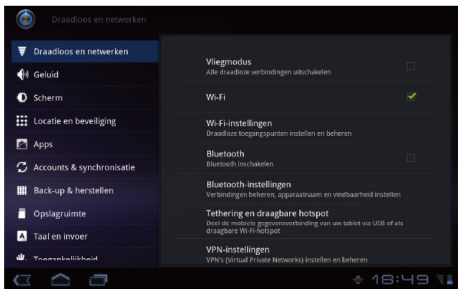 Draadloos en netwerken
Draadloos en netwerken
Geluid
Scherm
Locatie en beveiliging
Apps
Accounts & synchronisatie
Back-up & herstellen
Opslagruimte
Taal en invoer
Toegankelijkheid
Vliegmodus
Alle draadloze verbindingen uitschakelen
Wi-Fi
Wi-Fi-instellingen
Draadloze toegangspunten instellen en beheren
Bluetooth
Bluetooth inschakelen
Bluetooth-instellingen
Verbindingen beheren, apparaatnaam en vindbaarheid instellen
Tethering en draagbare hotspot
Deel de mobiele gegevensverbinding van uw tablet via USB of als
draagbare Wi-Fi-hotspot
VPN-instellingen
VPN's (Virtual Private Networks) instellen en beheren
18:49